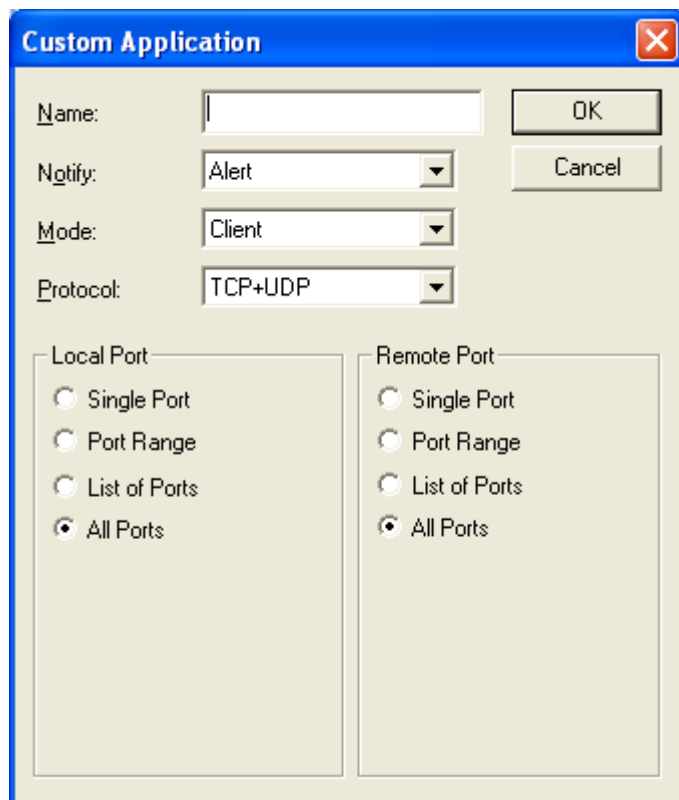 Custom Application
Name:
OK
Notify:
Alert
Cancel
Mode:
Client
Protocol:
TCP+UDP
Local Port
Single Port
Port Range
List of Ports
All Ports
Remote Port
Single Port
Port Range
List of Ports
All Ports